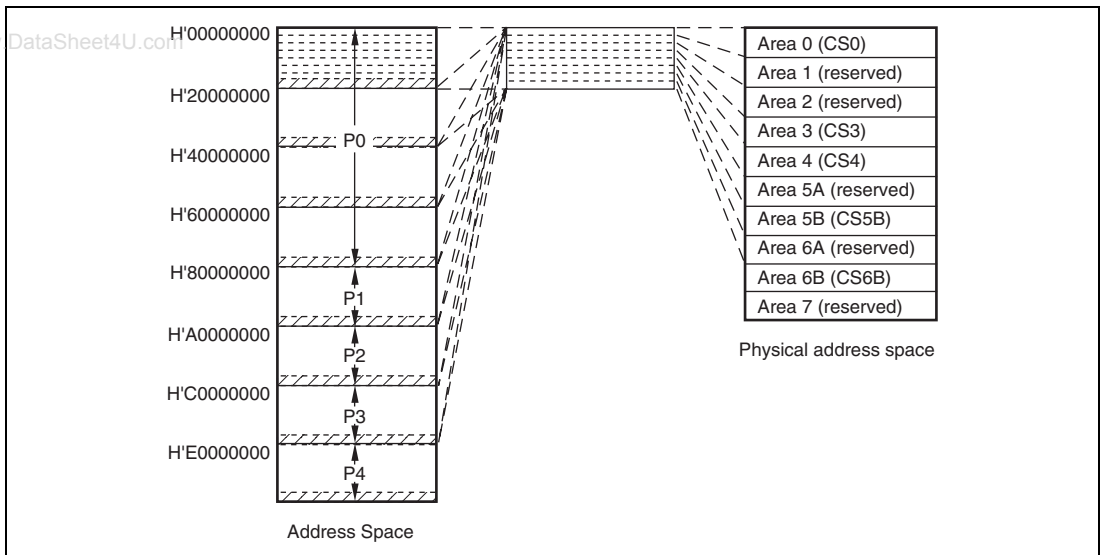 DataSheet4U.com
H'00000000
H'20000000
H'40000000
H'60000000
H'80000000
H'A0000000
H'C0000000
H'E0000000
P0
P1
P2
P3
P4
Address Space
Area 0 (CS0)
Area 1 (reserved)
Area 2 (reserved)
Area 3 (CS3)
Area 4 (CS4)
Area 5A (reserved)
Area 5B (CS5B)
Area 6A (reserved)
Area 6B (CS6B)
Area 7 (reserved)
Physical address space